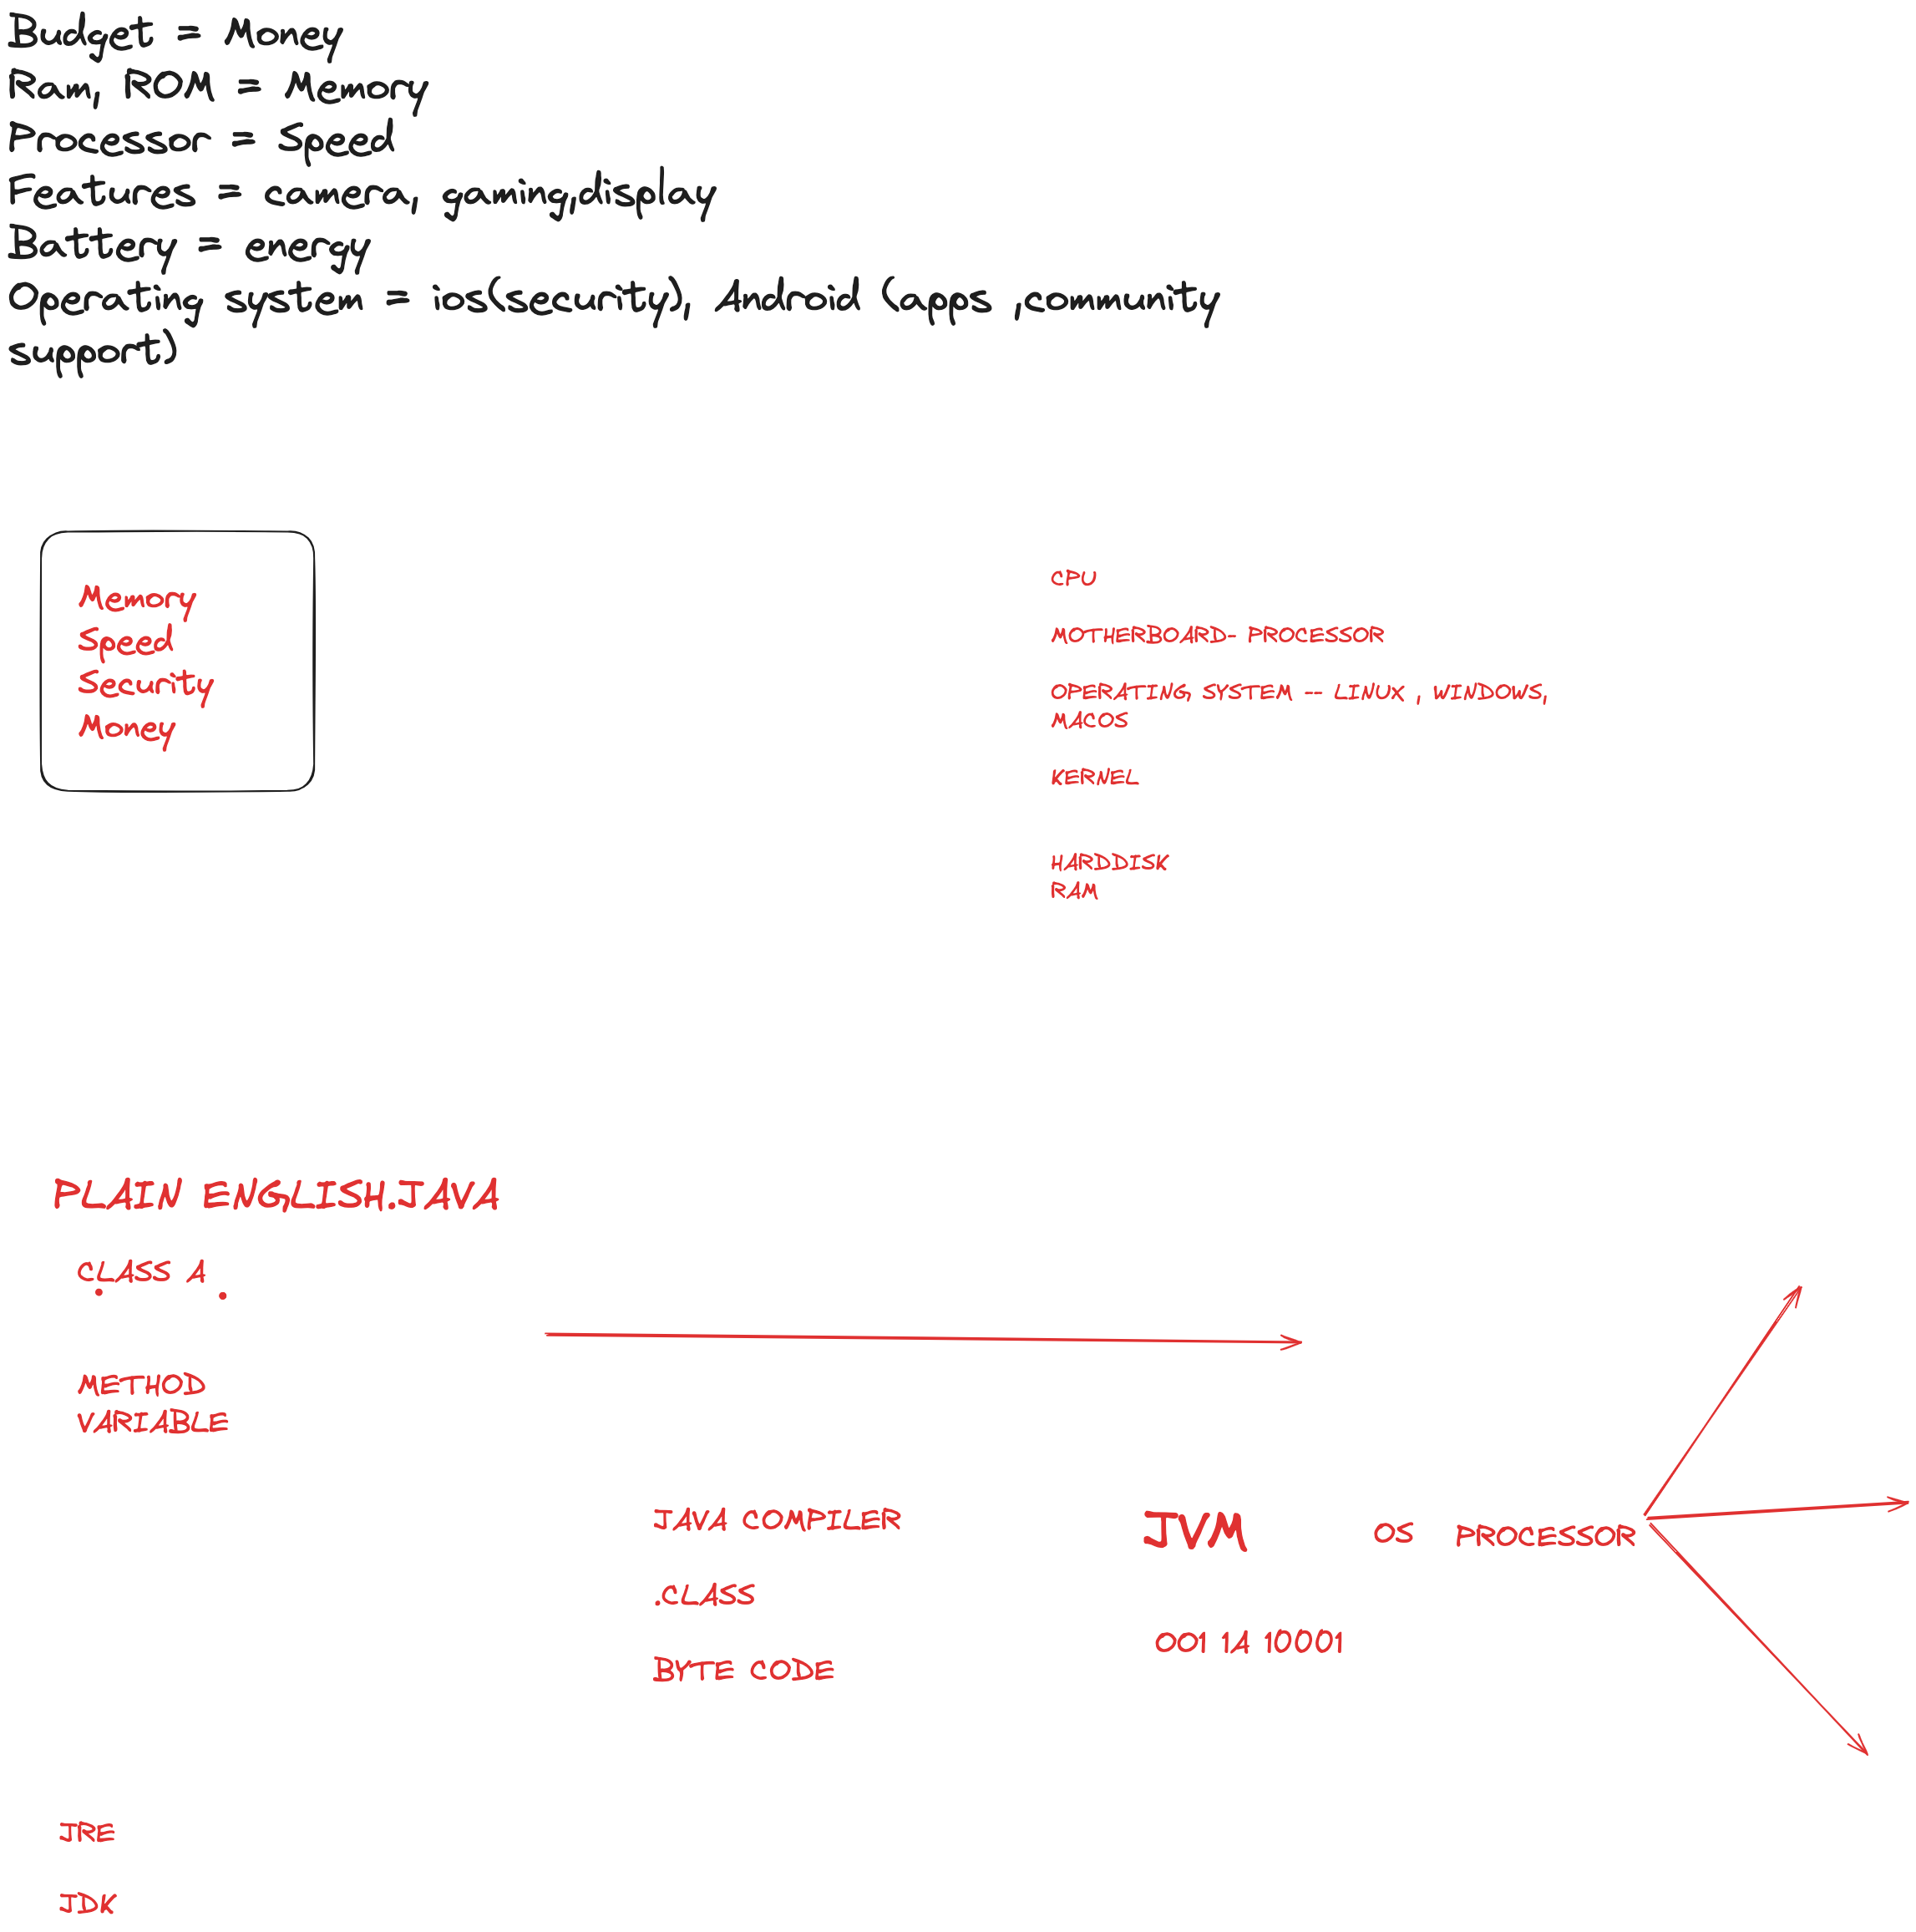 Budget = Money
Ram, ROM = Memory
Processor = Speed
Features = camera, gaming,display
Battery = energy
Operating system = ios(security), Android (apps ,community
support)
Memory
Speed
Security
Money
CPU
MOTHERBOARD- PROCESSOR
OPERATING SYSTEM -- LINUX , WINDOWS,
MACOS
KERNEL
HARDDISK
RAM
PLAIN ENGLISH.JAVA
CLASS A
METHOD
VARIABLE
JAVA COMPILER
.CLASS
BYTE CODE
JVM
001 1A 10001
OS PROCESSOR
JRE
JDK